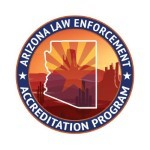 ARIZONA LAW ENFORCEMENT
ACCREDITATION PROGRAM